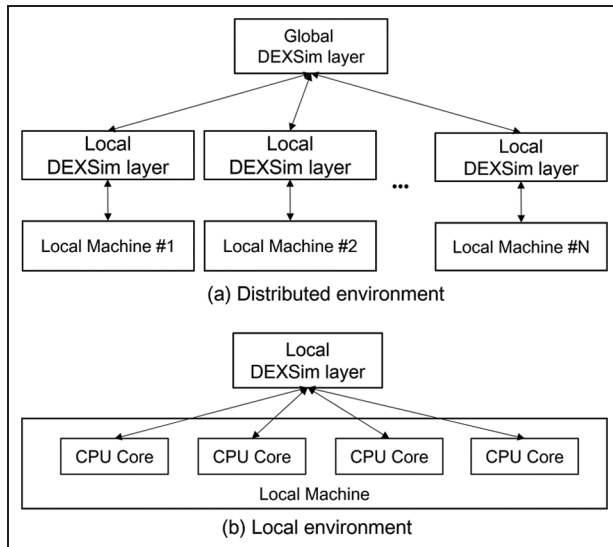 Global
DEXSim layer
Local
DEXSim layer
Local
DEXSim layer
...
Local
DEXSim layer
Local Machine #1
Local Machine #2
Local Machine #N
(a) Distributed environment
Local
DEXSim layer
CPU Core
CPU Core
CPU Core
CPU Core
Local Machine
(b) Local environment